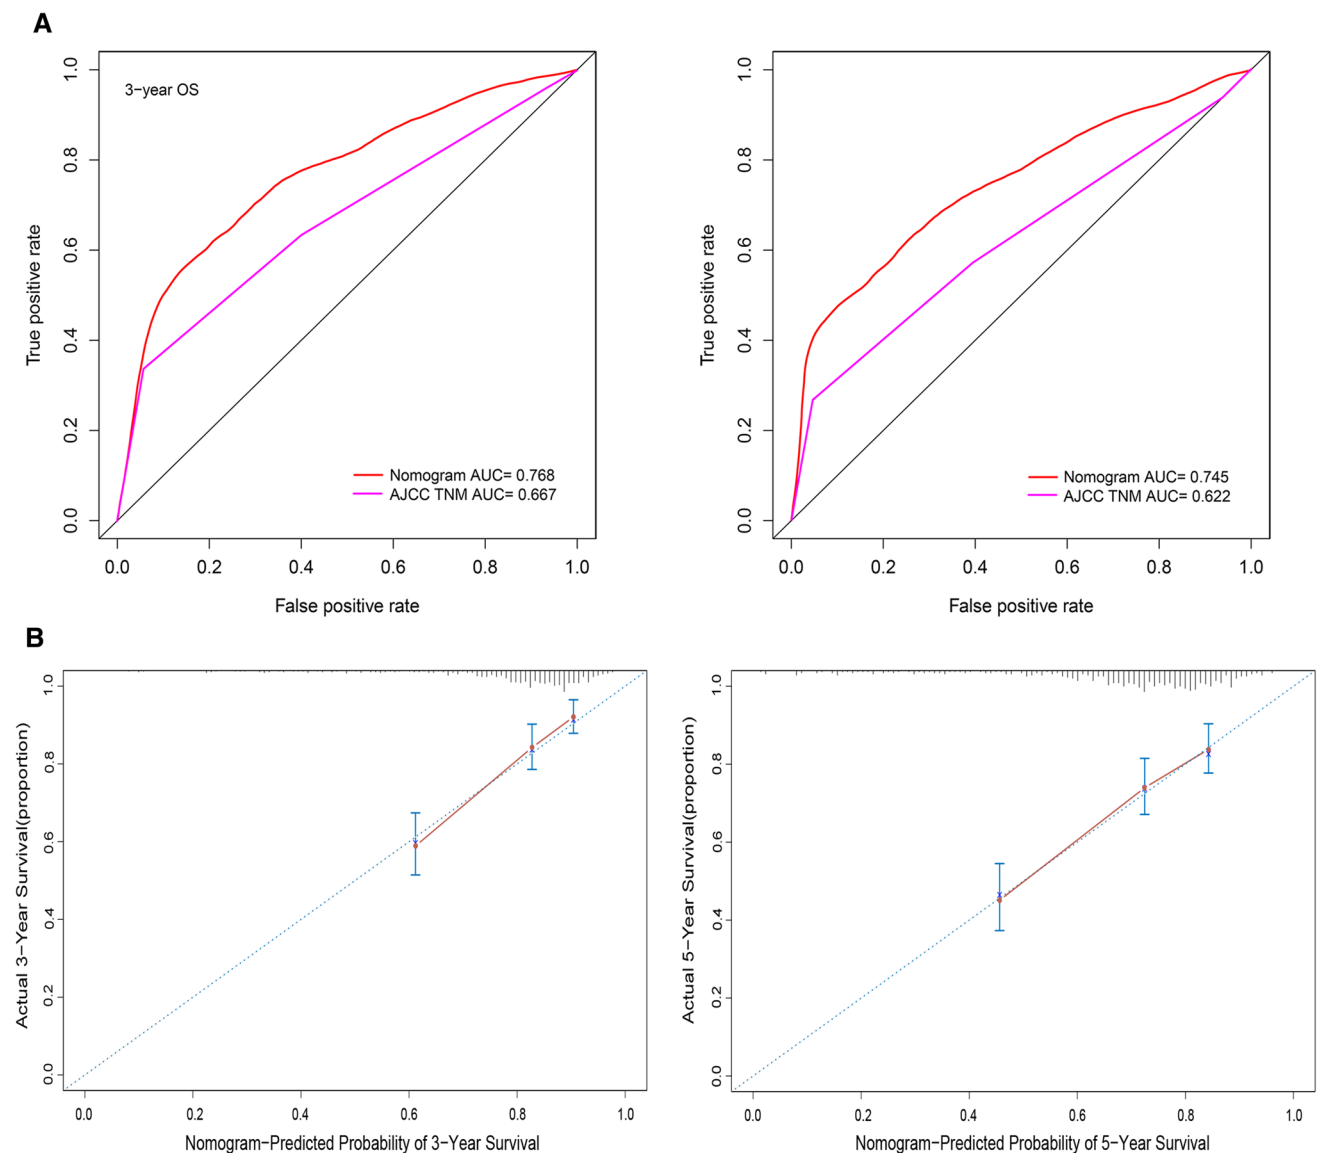 A
3−year OS
True positive rate
1.0
0.8
0.6
0.4
0.2
0.0
Nomogram AUC= 0.768
AJCC TNM AUC= 0.667
0.0 0.2 0.4 0.6 0.8 1.0
False positive rate
True positive rate
1.0
0.8
0.6
0.4
0.2
0.0
Nomogram AUC= 0.745
AJCC TNM AUC= 0.622
0.0 0.2 0.4 0.6 0.8 1.0
False positive rate
B
Actual 3−Year Survival(proportion)
1.0
0.8
0.6
0.4
0.2
0.0
0.0 0.2 0.4 0.6 0.8 1.0
Nomogram−Predicted Probability of 3−Year Survival
Actual 5−Year Survival(proportion)
1.0
0.8
0.6
0.4
0.2
0.0
0.0 0.2 0.4 0.6 0.8 1.0
Nomogram−Predicted Probability of 5−Year Survival